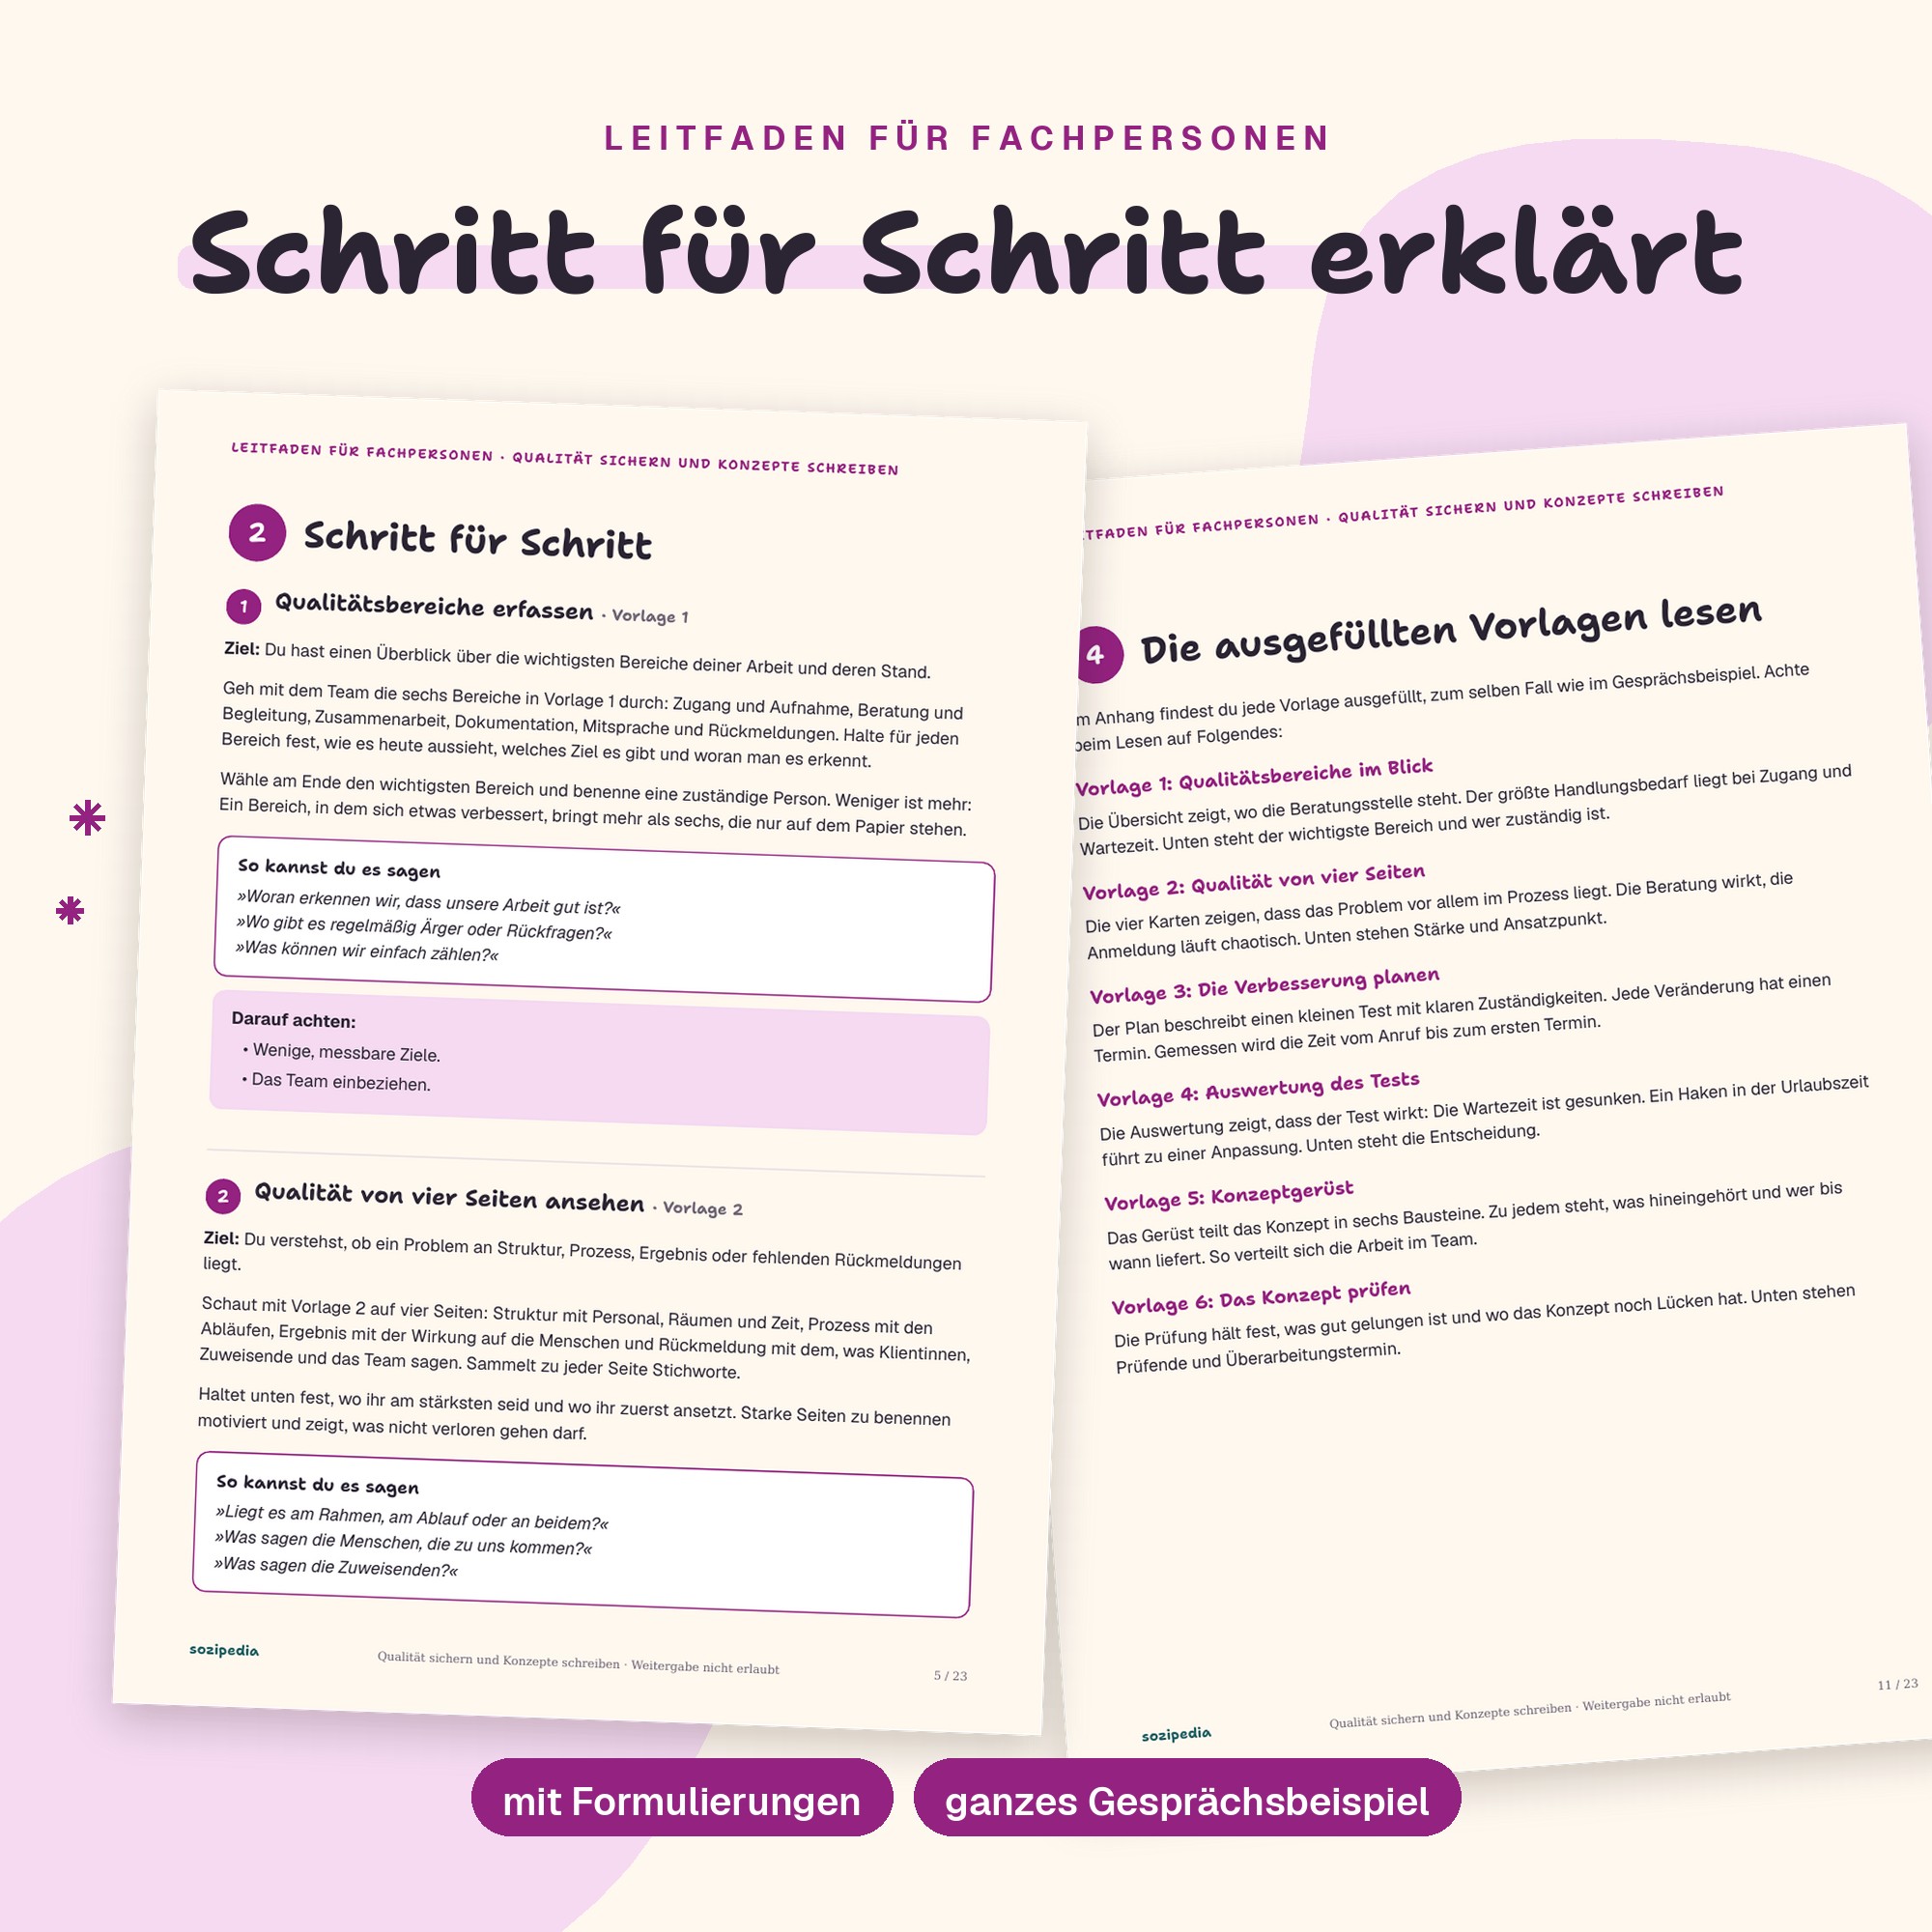 LEITFADEN FÜR FACHPERSONEN
Schritt für Schritt erklärt
LEITFADEN FÜR FACHPERSONEN · QUALITÄT SICHERN UND KONZEPTE SCHREIBEN
2 Schritt für Schritt
1 Qualitätsbereiche erfassen · Vorlage 1
Ziel: Du hast einen Überblick über die wichtigsten Bereiche deiner Arbeit und deren Stand.
Geh mit dem Team die sechs Bereiche in Vorlage 1 durch: Zugang und Aufnahme, Beratung und
Begleitung, Zusammenarbeit, Dokumentation, Mitsprache und Rückmeldungen. Halte für jeden
Bereich fest, wie es heute aussieht, welches Ziel es gibt und woran man es erkennt.
Wähle am Ende den wichtigsten Bereich und benenne eine zuständige Person. Weniger ist mehr:
Ein Bereich, in dem sich etwas verbessert, bringt mehr als sechs, die nur auf dem Papier stehen.
So kannst du es sagen
»Woran erkennen wir, dass unsere Arbeit gut ist?«
»Wo gibt es regelmäßig Ärger oder Rückfragen?«
»Was können wir einfach zählen?«
Darauf achten:
• Wenige, messbare Ziele.
• Das Team einbeziehen.
2 Qualität von vier Seiten ansehen · Vorlage 2
Ziel: Du verstehst, ob ein Problem an Struktur, Prozess, Ergebnis oder fehlenden Rückmeldungen
liegt.
Schaut mit Vorlage 2 auf vier Seiten: Struktur mit Personal, Räumen und Zeit, Prozess mit den
Abläufen, Ergebnis mit der Wirkung auf die Menschen und Rückmeldung mit dem, was Klientinnen,
Zuweisende und das Team sagen. Sammelt zu jeder Seite Stichworte.
Haltet unten fest, wo ihr am stärksten seid und wo ihr zuerst ansetzt. Starke Seiten zu benennen
motiviert und zeigt, was nicht verloren gehen darf.
So kannst du es sagen
»Liegt es am Rahmen, am Ablauf oder an beidem?«
»Was sagen die Menschen, die zu uns kommen?«
»Was sagen die Zuweisenden?«
sozipedia
Qualität sichern und Konzepte schreiben · Weitergabe nicht erlaubt
5 / 23
TFADEN FÜR FACHPERSONEN · QUALITÄT SICHERN UND KONZEPTE SCHREIBEN
4 Die ausgefüllten Vorlagen lesen
m Anhang findest du jede Vorlage ausgefüllt, zum selben Fall wie im Gesprächsbeispiel. Achte
beim Lesen auf Folgendes:
Vorlage 1: Qualitätsbereiche im Blick
Die Übersicht zeigt, wo die Beratungsstelle steht. Der größte Handlungsbedarf liegt bei Zugang und
Wartezeit. Unten steht der wichtigste Bereich und wer zuständig ist.
Vorlage 2: Qualität von vier Seiten
Die vier Karten zeigen, dass das Problem vor allem im Prozess liegt. Die Beratung wirkt, die
Anmeldung läuft chaotisch. Unten stehen Stärke und Ansatzpunkt.
Vorlage 3: Die Verbesserung planen
Der Plan beschreibt einen kleinen Test mit klaren Zuständigkeiten. Jede Veränderung hat einen
Termin. Gemessen wird die Zeit vom Anruf bis zum ersten Termin.
Vorlage 4: Auswertung des Tests
Die Auswertung zeigt, dass der Test wirkt: Die Wartezeit ist gesunken. Ein Haken in der Urlaubszeit
führt zu einer Anpassung. Unten steht die Entscheidung.
Vorlage 5: Konzeptgerüst
Das Gerüst teilt das Konzept in sechs Bausteine. Zu jedem steht, was hineingehört und wer bis
wann liefert. So verteilt sich die Arbeit im Team.
Vorlage 6: Das Konzept prüfen
Die Prüfung hält fest, was gut gelungen ist und wo das Konzept noch Lücken hat. Unten stehen
Prüfende und Überarbeitungstermin.
sozipedia
Qualität sichern und Konzepte schreiben · Weitergabe nicht erlaubt
11 / 23
mit Formulierungen
ganzes Gesprächsbeispiel